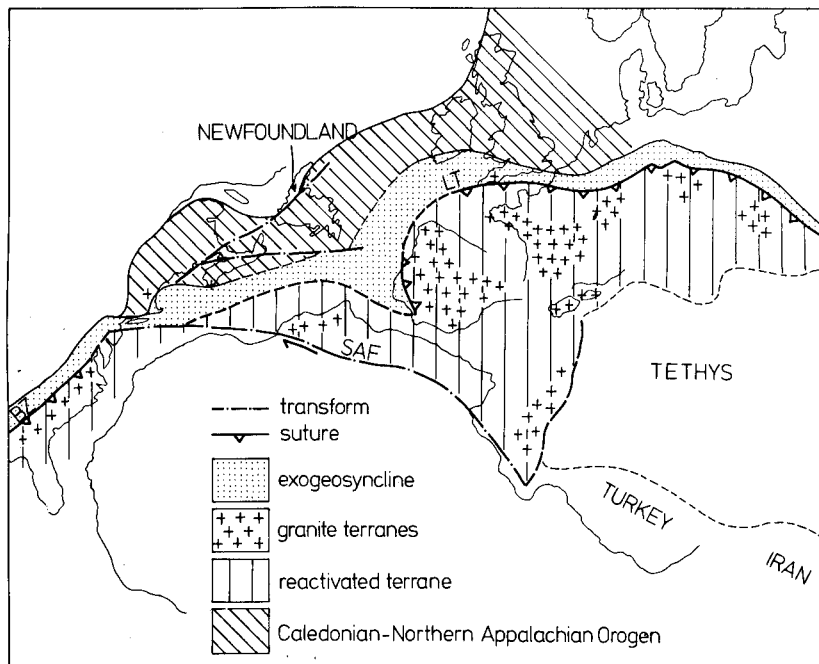 NEWFOUNDLAND
LT
SAF
TETHYS
TURKEY
IRAN
transform
suture
exogeosyncline
granite terranes
reactivated terrane
Caledonian-Northern Appalachian Orogen